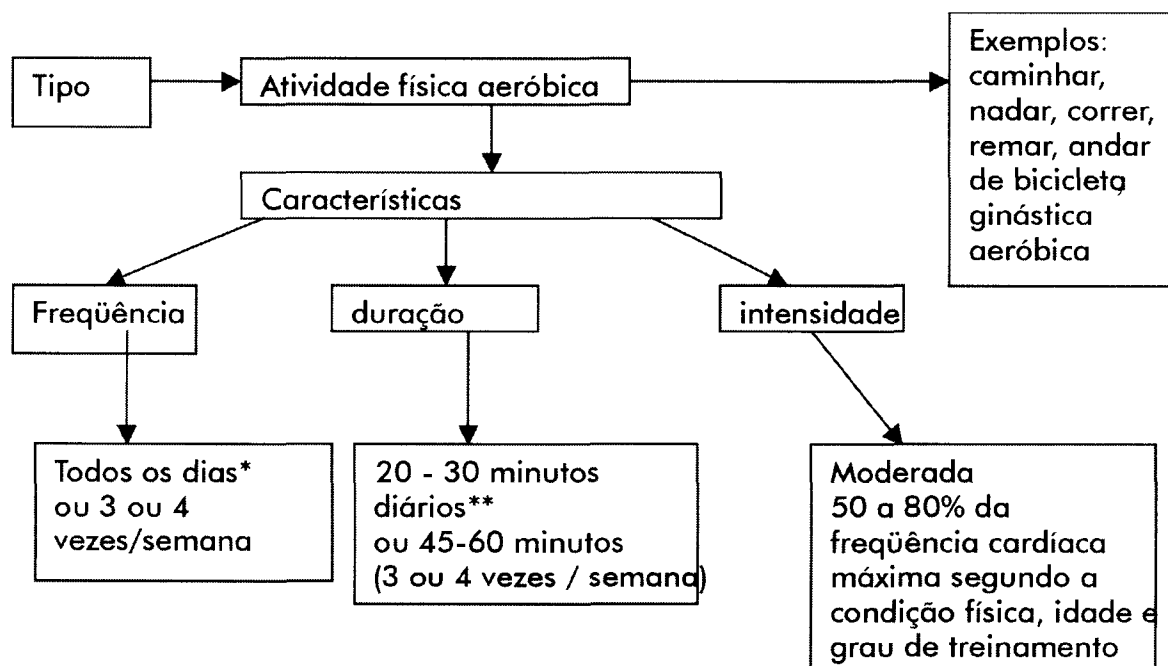 Tipo
Atividade física aeróbica
Exemplos:
caminhar,
nadar, correr,
remar, andar
de bicicleta,
ginástica
aeróbica
Características
Freqüência
duração
intensidade
Todos os dias*
ou 3 ou 4
vezes/semana
20 - 30 minutos
diários**
ou 45-60 minutos
(3 ou 4 vezes / semana)
Moderada
50 a 80% da
freqüência cardíaca
máxima segundo a
condição física, idade e
grau de treinamento